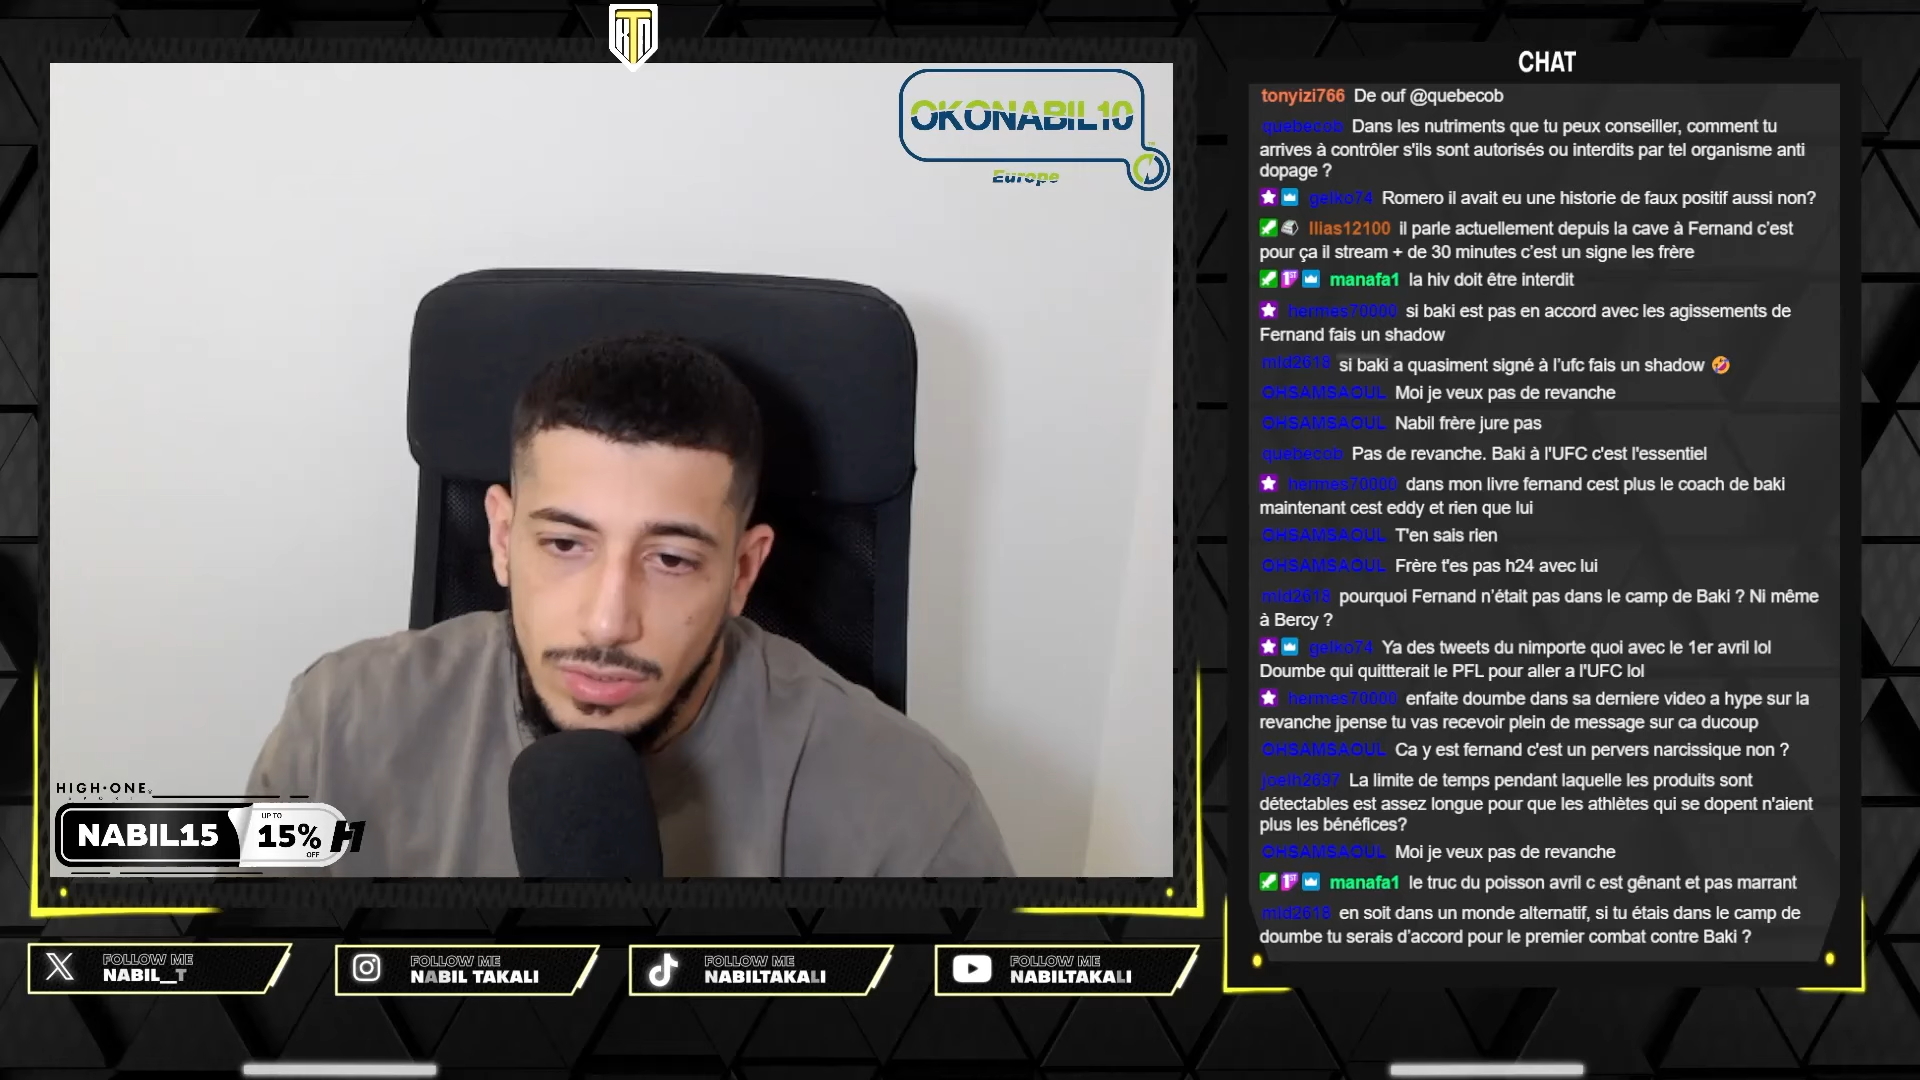 OKONABIL10
Europe
HIGH·ONE
SPORT
NABIL15
UP TO
15%
OFF
FOLLOW ME
NABIL__T
FOLLOW ME
NABIL TAKALI
FOLLOW ME
NABILTAKALI
FOLLOW ME
NABILTAKALI
CHAT
tonyizi766 De ouf @quebecob
quebecob Dans les nutriments que tu peux conseiller, comment tu
arrives à contrôler s'ils sont autorisés ou interdits par tel organisme anti
dopage ?
gelko74 Romero il avait eu une historie de faux positif aussi non?
Ilias12100 il parle actuellement depuis la cave à Fernand c’est
pour ça il stream + de 30 minutes c’est un signe les frère
manafa1 la hiv doit être interdit
hermes70000 si baki est pas en accord avec les agissements de
Fernand fais un shadow
mld2618 si baki a quasiment signé à l’ufc fais un shadow 🤣
OHSAMSAOUL Moi je veux pas de revanche
OHSAMSAOUL Nabil frère jure pas
quebecob Pas de revanche. Baki à l'UFC c'est l'essentiel
hermes70000 dans mon livre fernand cest plus le coach de baki
maintenant cest eddy et rien que lui
OHSAMSAOUL T'en sais rien
OHSAMSAOUL Frère t'es pas h24 avec lui
mld2618 pourquoi Fernand n’était pas dans le camp de Baki ? Ni même
à Bercy ?
gelko74 Ya des tweets du nimporte quoi avec le 1er avril lol
Doumbe qui quittterait le PFL pour aller a l'UFC lol
hermes70000 enfaite doumbe dans sa derniere video a hype sur la
revanche jpense tu vas recevoir plein de message sur ca ducoup
OHSAMSAOUL Ca y est fernand c'est un pervers narcissique non ?
joelh2697 La limite de temps pendant laquelle les produits sont
détectables est assez longue pour que les athlètes qui se dopent n'aient
plus les bénéfices?
OHSAMSAOUL Moi je veux pas de revanche
manafa1 le truc du poisson avril c est gênant et pas marrant
mld2618 en soit dans un monde alternatif, si tu étais dans le camp de
doumbe tu serais d’accord pour le premier combat contre Baki ?